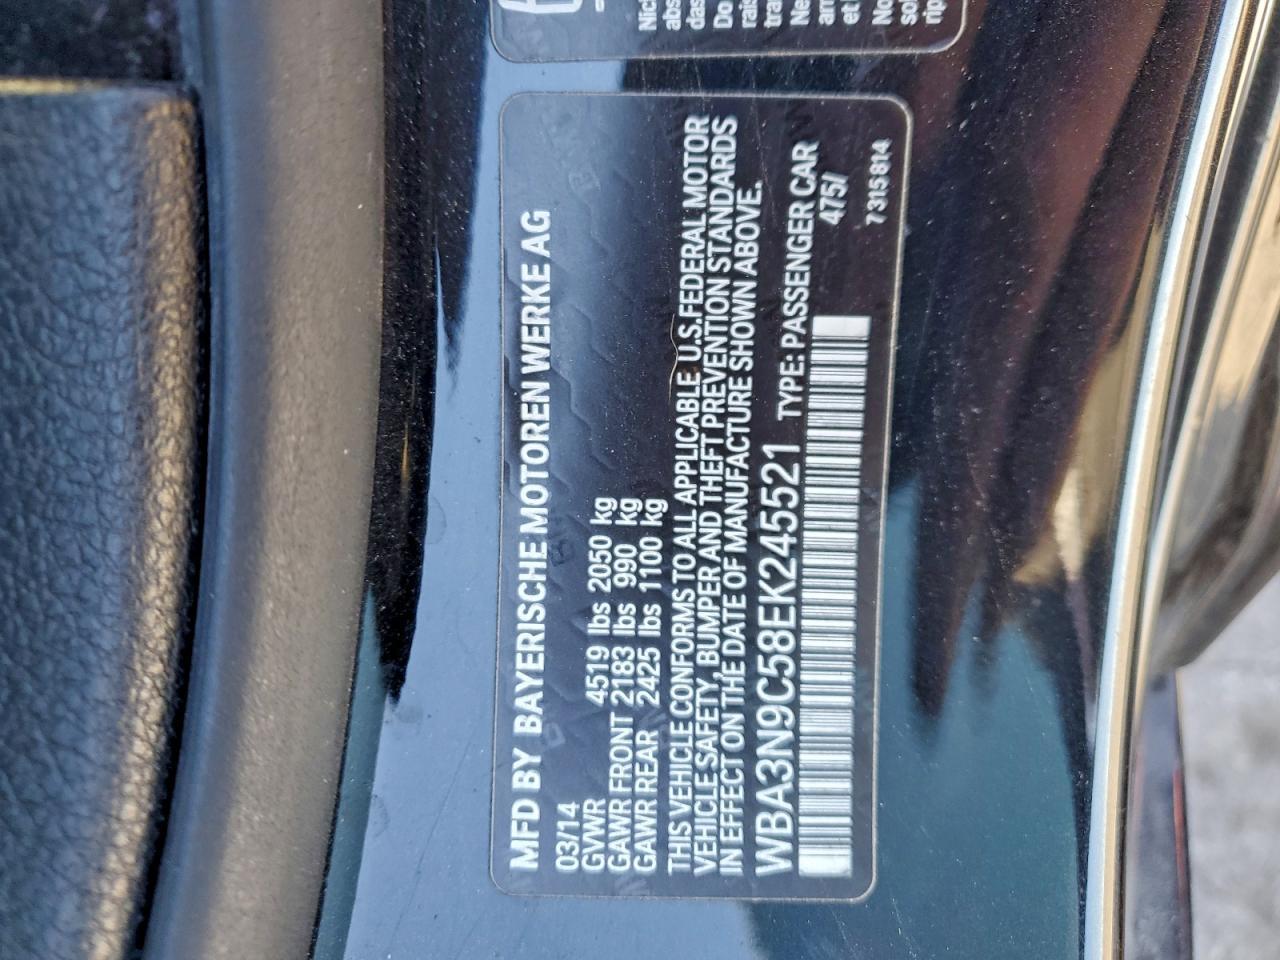 MFD BY BAYERISCHE MOTOREN WERKE AG
03/14
GVWR 4519 lbs 2050 kg
GAWR FRONT 2183 lbs 990 kg
GAWR REAR 2425 lbs 1100 kg
THIS VEHICLE CONFORMS TO ALL APPLICABLE U.S.FEDERAL MOTOR
VEHICLE SAFETY, BUMPER AND THEFT PREVENTION STANDARDS
IN EFFECT ON THE DATE OF MANUFACTURE SHOWN ABOVE.
WBA3N9C58EK245521 TYPE: PASSENGER CAR
475/
7315814